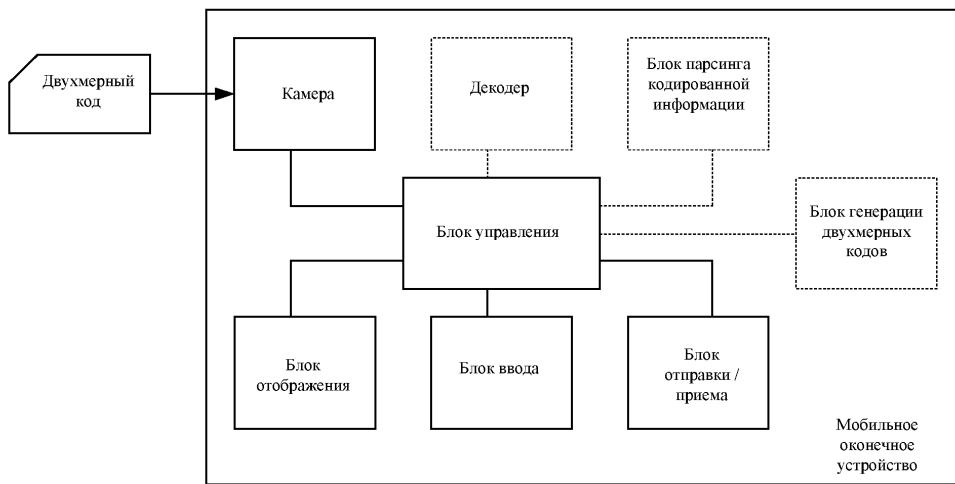 Двухмерный
код
Камера
Декодер
Блок парсинга
кодированной
информации
Блок управления
Блок генерации
двухмерных
кодов
Блок
отображения
Блок ввода
Блок
отправки /
приема
Мобильное
оконечное
устройство